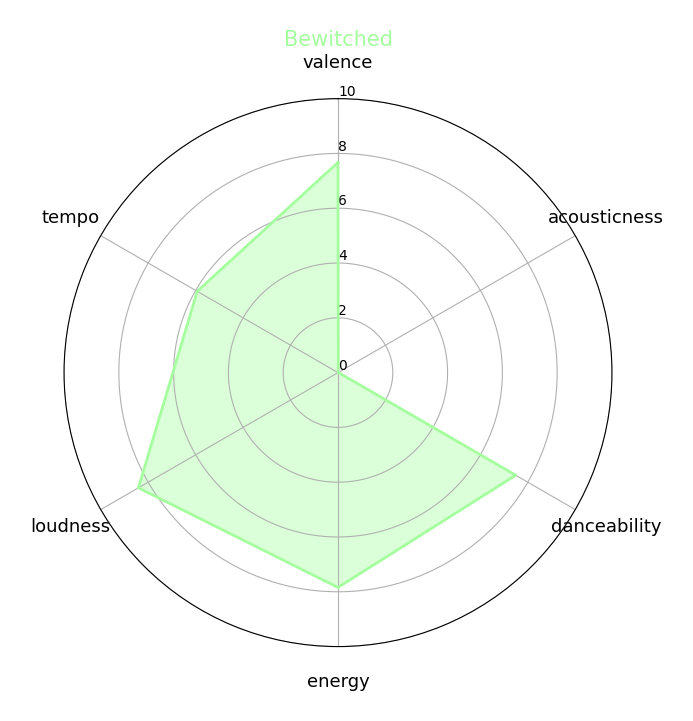 Bewitched
valence
10
8
tempo
acousticness
6
4
2
0
loudness
danceability
energy